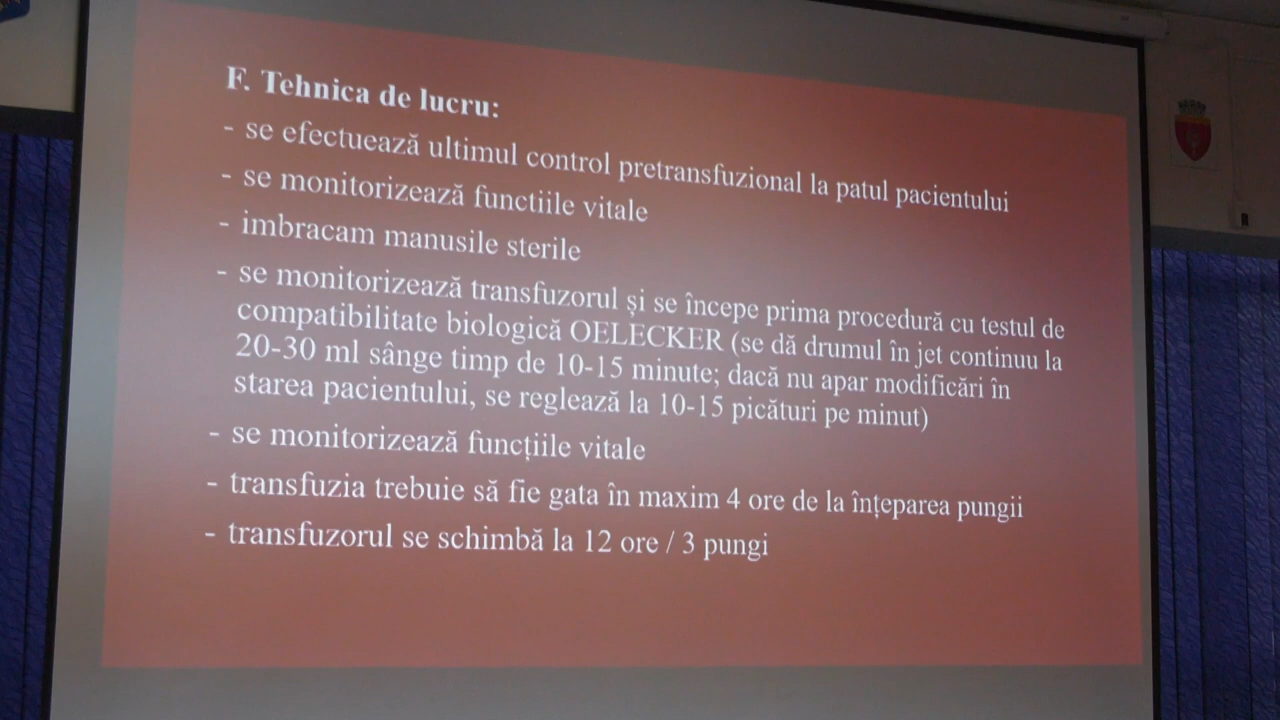 F. Tehnica de lucru:
- se efectuează ultimul control pretransfuzional la patul pacientului
- se monitorizează functiile vitale
- imbracam manusile sterile
- se monitorizează transfuzorul și se începe prima procedură cu testul de
compatibilitate biologică OELECKER (se dă drumul în jet continuu la
20-30 ml sânge timp de 10-15 minute; dacă nu apar modificări în
starea pacientului, se reglează la 10-15 picături pe minut)
- se monitorizează funcțiile vitale
- transfuzia trebuie să fie gata în maxim 4 ore de la înțeparea pungii
- transfuzorul se schimbă la 12 ore / 3 pungi